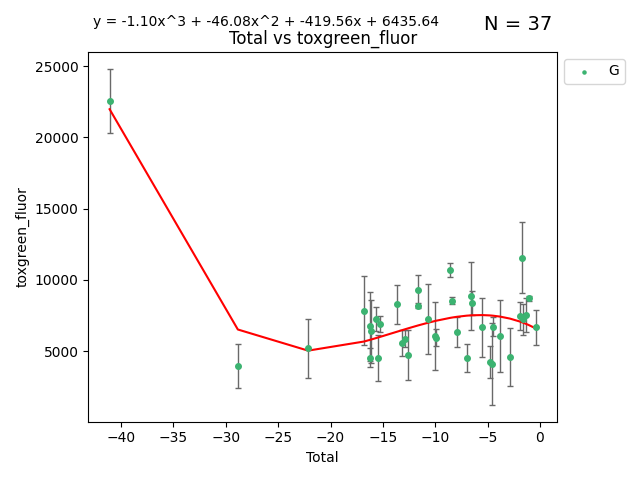 y = -1.10x^3 + -46.08x^2 + -419.56x + 6435.64
N = 37
Total vs toxgreen_fluor
G
25000
20000
15000
10000
5000
toxgreen_fluor
−40 −35 −30 −25 −20 −15 −10 −5 0
Total